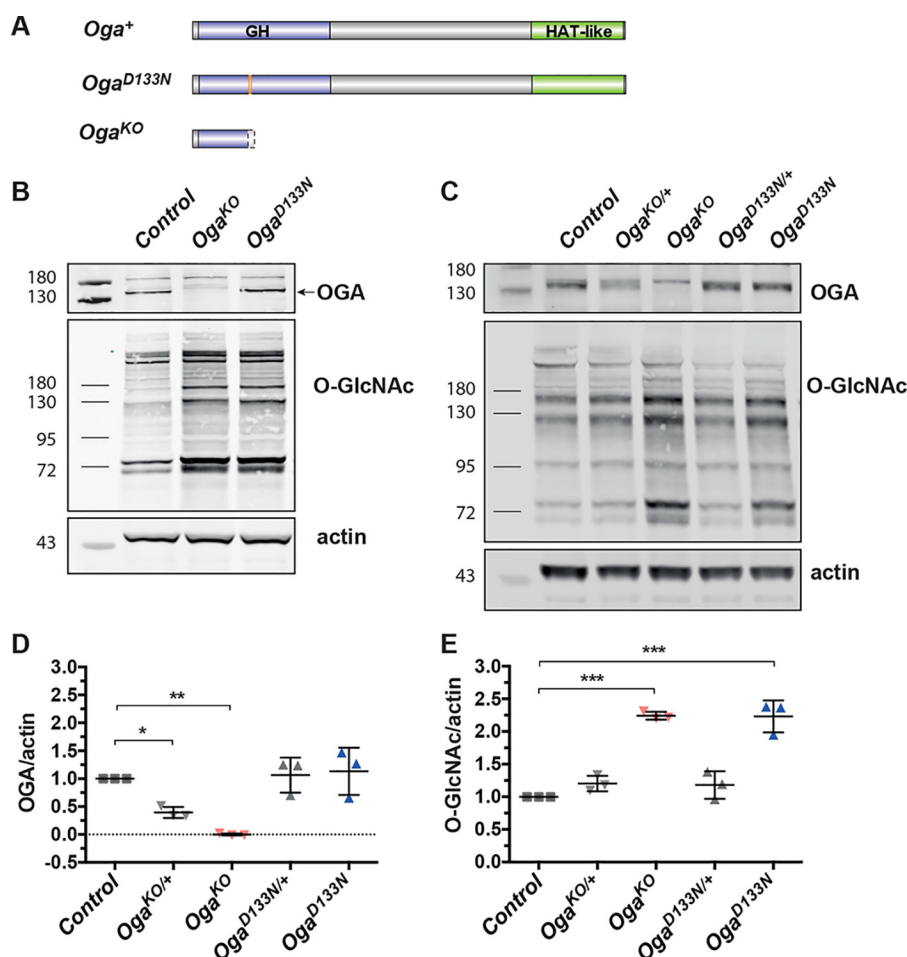 A
Oga+
GH
HAT-like
OgaD133N
OgaKO
B
Control
OgaKO
OgaD133N
180
130
OGA
O-GlcNAc
180
130
95
72
43
actin
C
Control
OgaKO/+
OgaKO
OgaD133N/+
OgaD133N
180
130
OGA
O-GlcNAc
180
130
95
72
43
actin
D
OGA/actin
3.0
2.5
2.0
1.5
1.0
0.5
0.0
-0.5
**
*
Control
OgaKO/+
OgaKO
OgaD133N/+
OgaD133N
E
O-GlcNAc/actin
3.0
2.5
2.0
1.5
1.0
0.5
0.0
***
***
Control
OgaKO/+
OgaKO
OgaD133N/+
OgaD133N